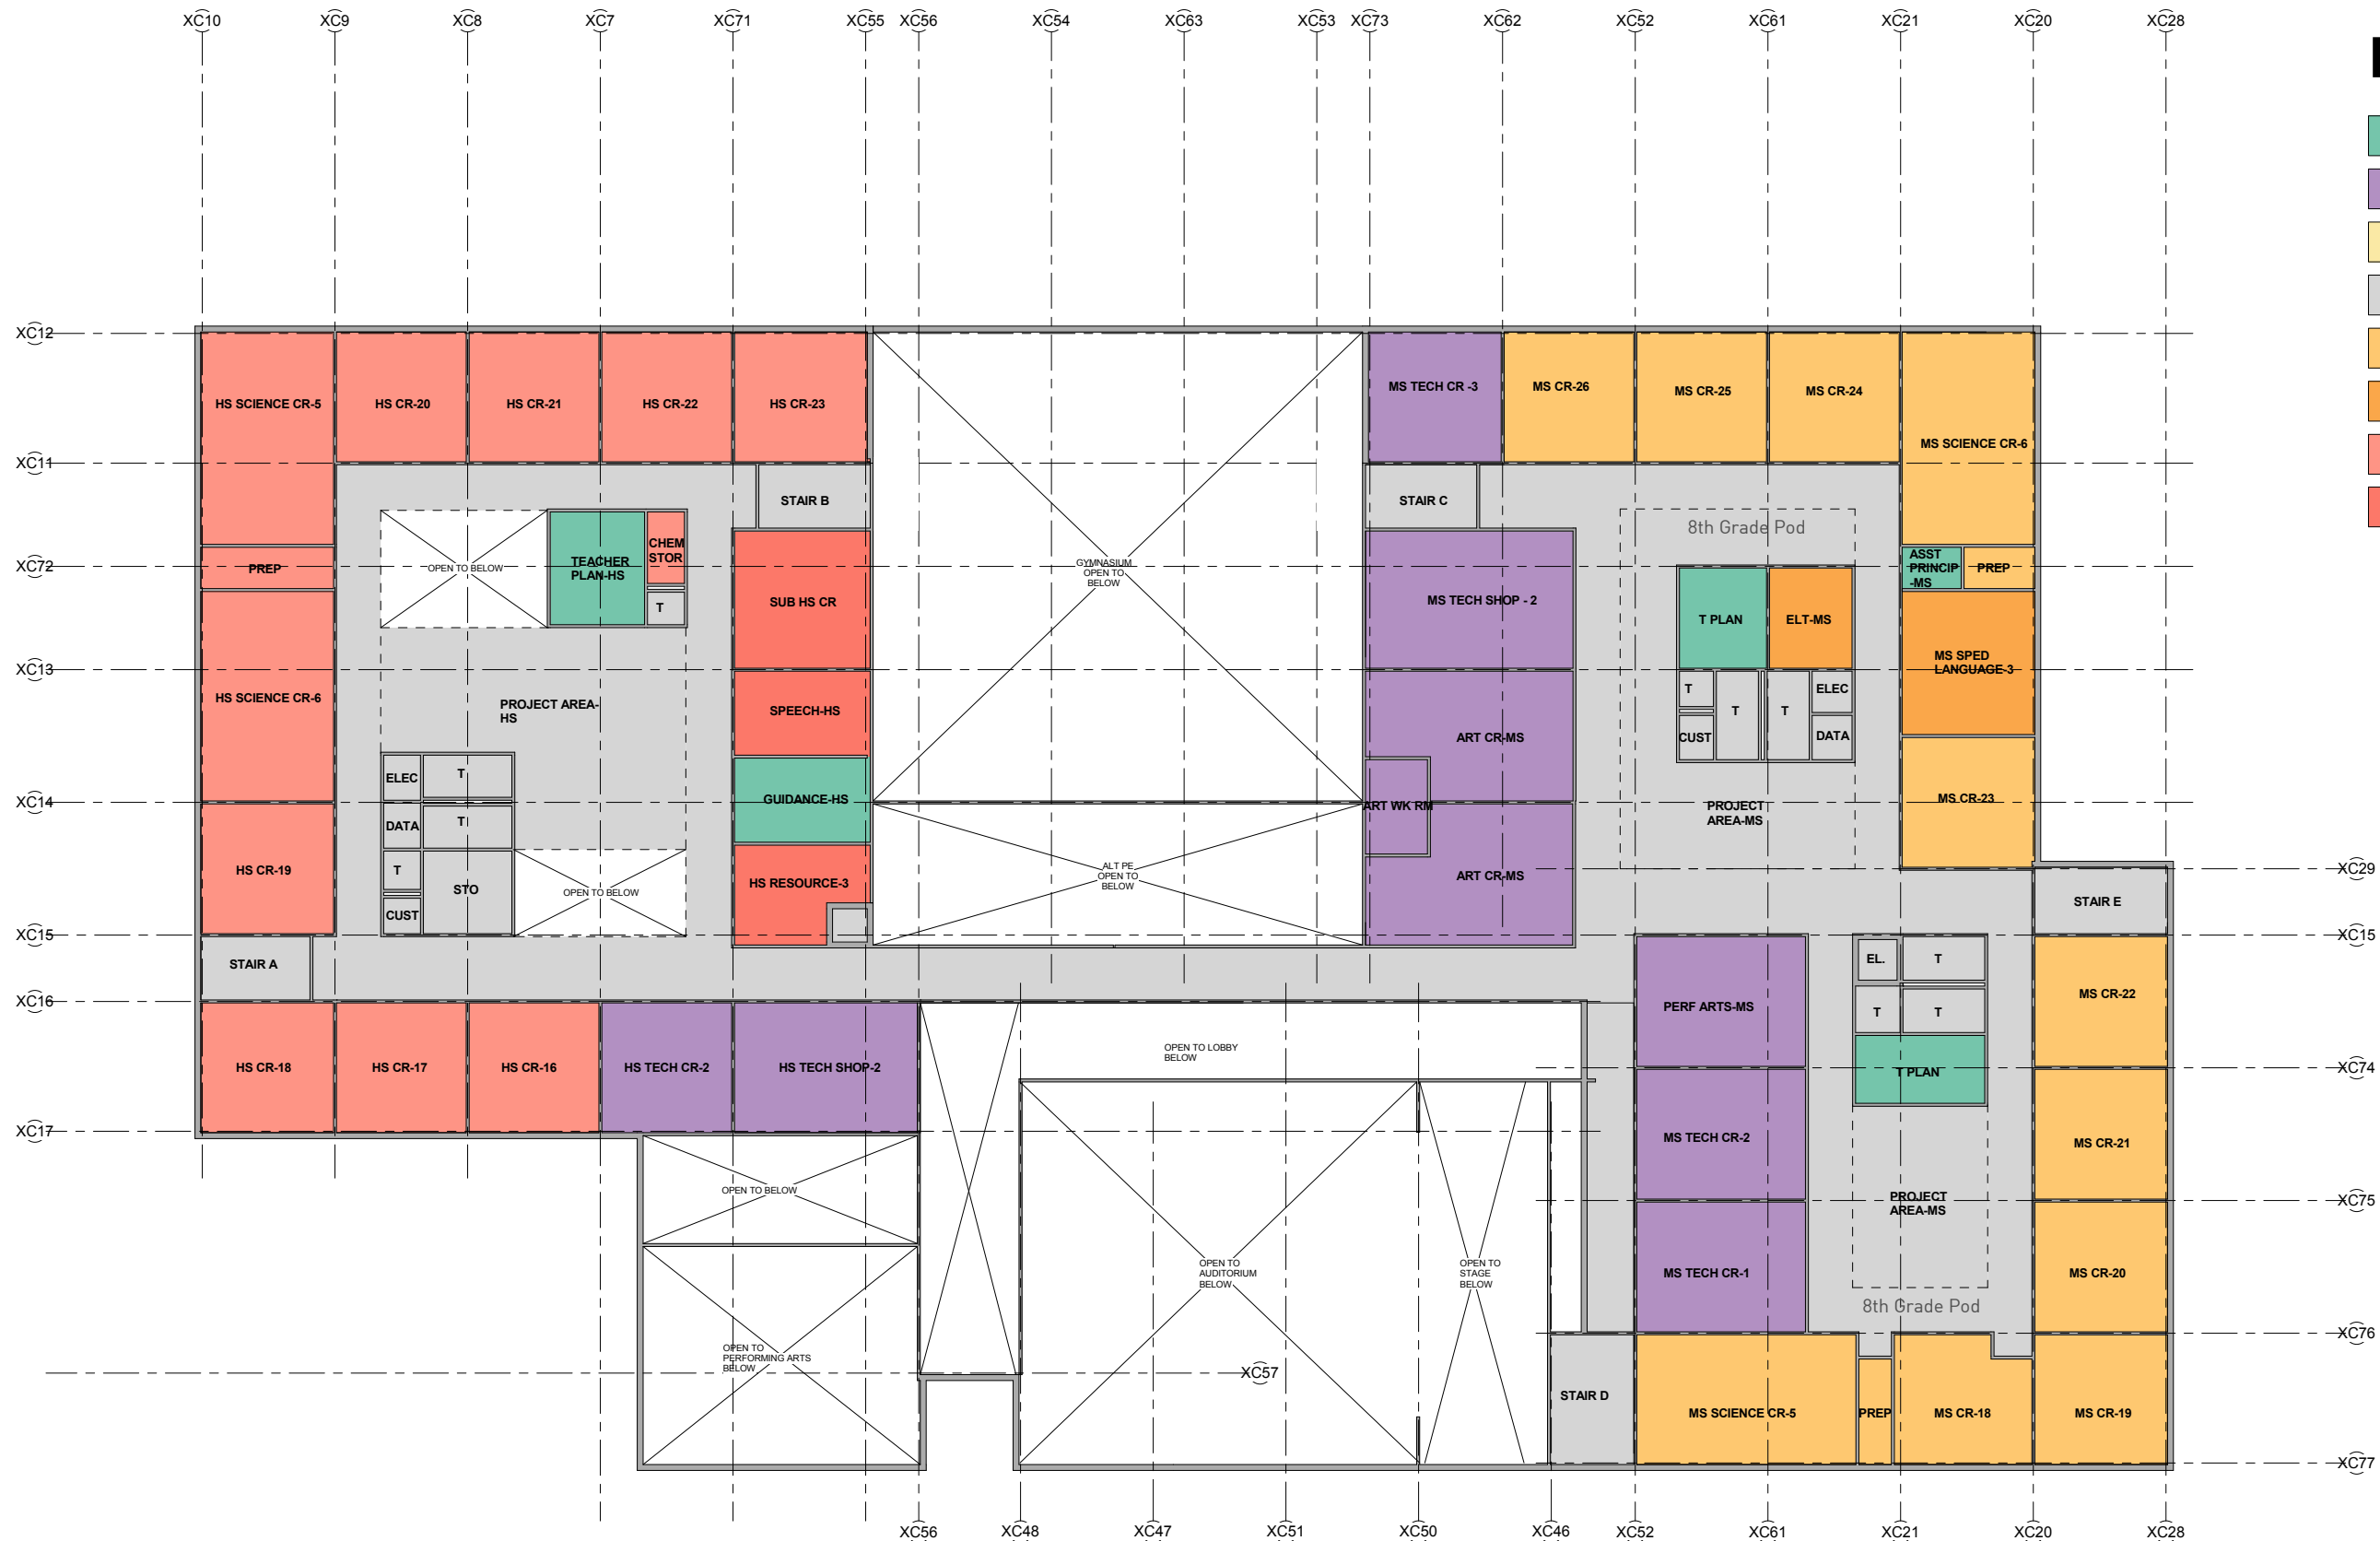 XC10 XC9 XC8 XC7 XC71 XC55 XC56 XC54 XC63 XC53 XC73 XC62 XC52 XC61 XC21 XC20 XC28
XC12
HS SCIENCE CR-5
HS CR-20
HS CR-21
HS CR-22
HS CR-23
MS TECH CR -3
MS CR-26
MS CR-25
MS CR-24
MS SCIENCE CR-6
XC11
STAIR B
STAIR C
8th Grade Pod
XC72
PREP
OPEN TO BELOW
TEACHER
PLAN-HS
CHEM
STOR
T
SUB HS CR
GYMNASIUM
OPEN TO
BELOW
MS TECH SHOP - 2
T PLAN
ELT-MS
ASST
PRINCIP
-MS
PREP
XC13
HS SCIENCE CR-6
PROJECT AREA-
HS
SPEECH-HS
ART CR-MS
T
CUST
T
T
ELEC
DATA
MS SPED
LANGUAGE-3
XC14
ELEC
T
DATA
T
GUIDANCE-HS
ART WK RM
PROJECT
AREA-MS
MS CR-23
HS CR-19
T
CUST
STO
OPEN TO BELOW
HS RESOURCE-3
ALT PE
OPEN TO
BELOW
ART CR-MS
XC29
STAIR E
XC15
XC15
STAIR A
EL.
T
T
T
XC16
PERF ARTS-MS
MS CR-22
HS CR-18
HS CR-17
HS CR-16
HS TECH CR-2
HS TECH SHOP-2
OPEN TO LOBBY
BELOW
T PLAN
XC74
XC17
MS TECH CR-2
MS CR-21
OPEN TO BELOW
PROJECT
AREA-MS
XC75
OPEN TO
AUDITORIUM
BELOW
OPEN TO
STAGE
BELOW
MS TECH CR-1
MS CR-20
8th Grade Pod
XC76
OPEN TO
PERFORMING ARTS
BELOW
XC57
STAIR D
MS SCIENCE CR-5
PREP
MS CR-18
MS CR-19
XC77
XC56 XC48 XC47 XC51 XC50 XC46 XC52 XC61 XC21 XC20 XC28